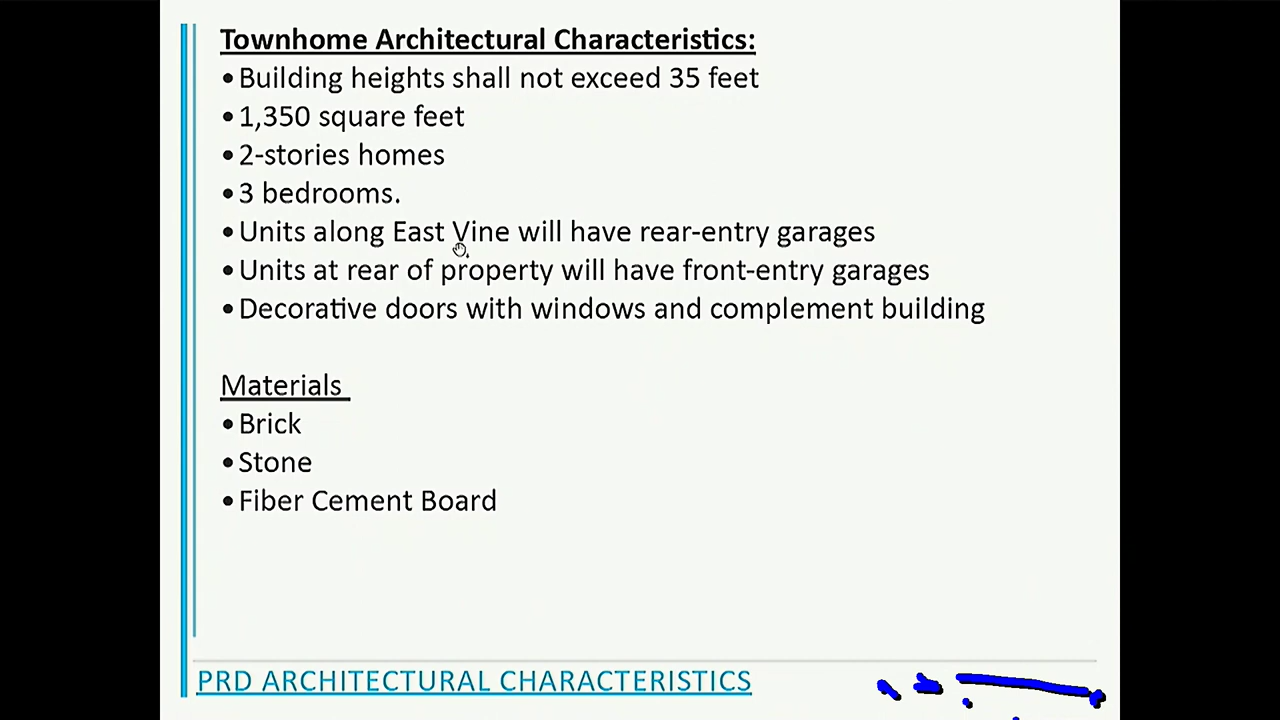 Townhome Architectural Characteristics:
•Building heights shall not exceed 35 feet
•1,350 square feet
•2-stories homes
•3 bedrooms.
•Units along East Vine will have rear-entry garages
•Units at rear of property will have front-entry garages
•Decorative doors with windows and complement building
Materials
•Brick
•Stone
•Fiber Cement Board
PRD ARCHITECTURAL CHARACTERISTICS